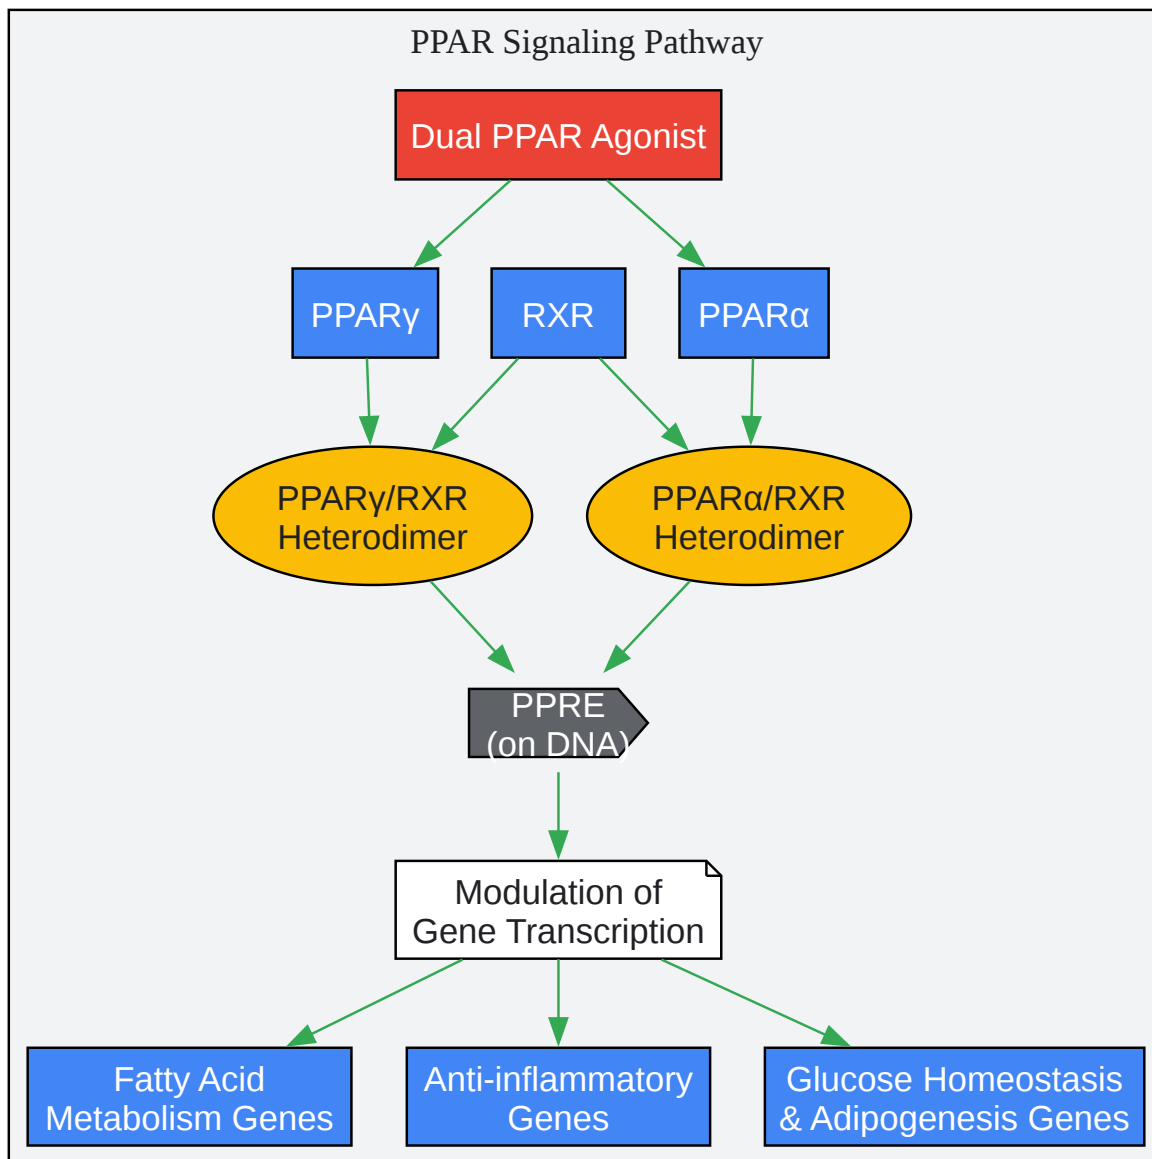 PPAR Signaling Pathway
Dual PPAR Agonist
PPARγ
RXR
PPARα
PPARγ/RXR
Heterodimer
PPARα/RXR
Heterodimer
PPRE
(on DNA)
Modulation of
Gene Transcription
Fatty Acid
Metabolism Genes
Anti-inflammatory
Genes
Glucose Homeostasis
& Adipogenesis Genes